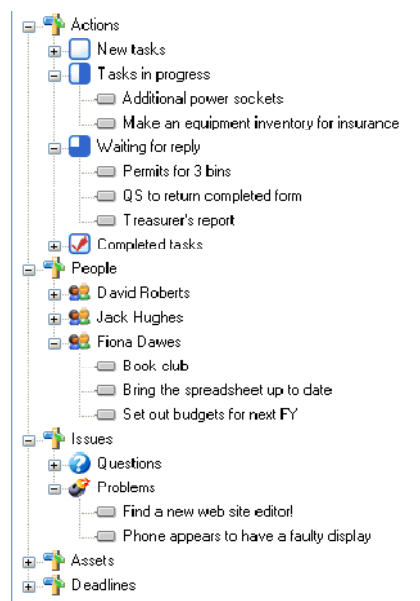 Actions
New tasks
Tasks in progress
Additional power sockets
Make an equipment inventory for insurance
Waiting for reply
Permits for 3 bins
QS to return completed form
Treasurer's report
Completed tasks
People
David Roberts
Jack Hughes
Fiona Dawes
Book club
Bring the spreadsheet up to date
Set out budgets for next FY
Issues
Questions
Problems
Find a new web site editor!
Phone appears to have a faulty display
Assets
Deadlines